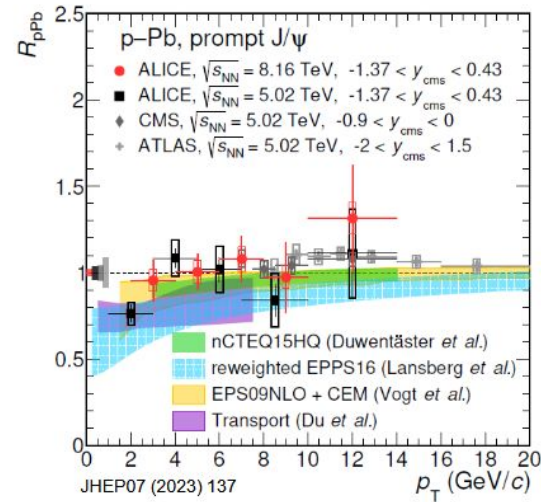 R_pPb
p–Pb, prompt J/ψ
ALICE, √s_NN = 8.16 TeV, -1.37 < y_cms < 0.43
ALICE, √s_NN = 5.02 TeV, -1.37 < y_cms < 0.43
CMS, √s_NN = 5.02 TeV, -0.9 < y_cms < 0
ATLAS, √s_NN = 5.02 TeV, -2 < y_cms < 1.5
2.5
2
1.5
1
0.5
0
nCTEQ15HQ (Duwentäster et al.)
reweighted EPPS16 (Lansberg et al.)
EPS09NLO + CEM (Vogt et al.)
Transport (Du et al.)
0 2 4 6 8 10 12 14 16 18 20
JHEP07 (2023) 137
p_T (GeV/c)